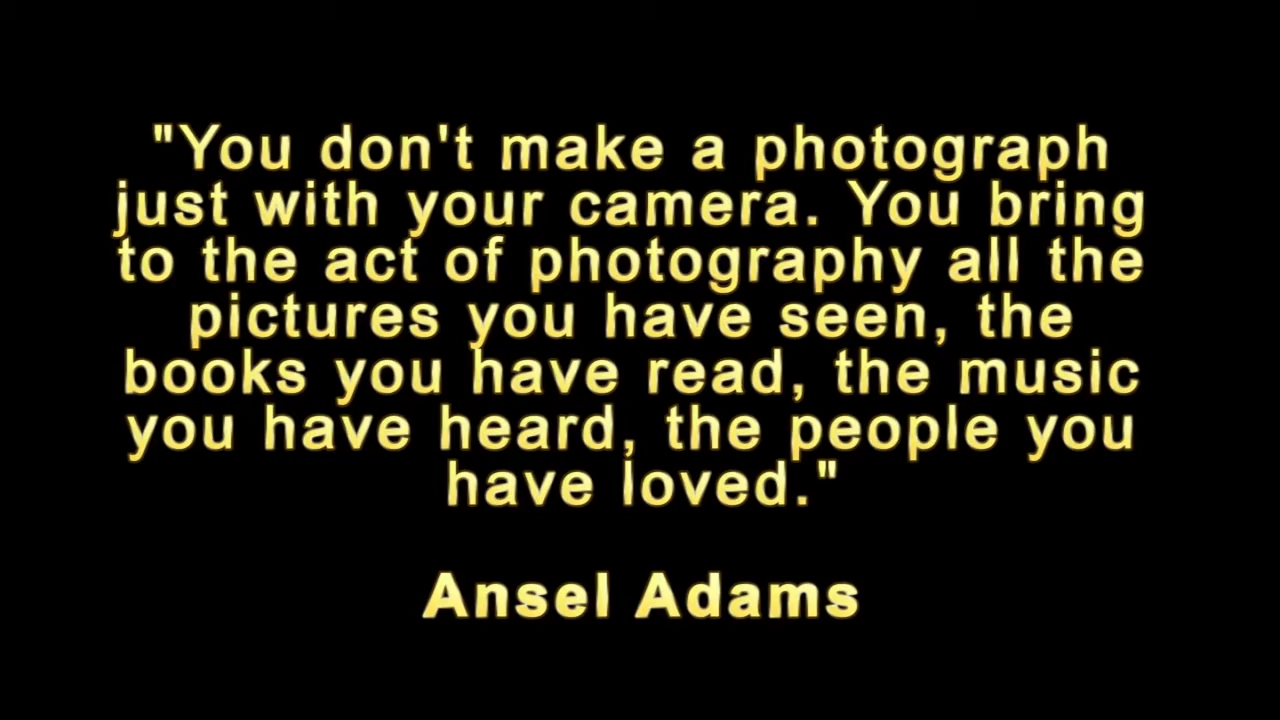 "You don't make a photograph
just with your camera. You bring
to the act of photography all the
pictures you have seen, the
books you have read, the music
you have heard, the people you
have loved."
Ansel Adams